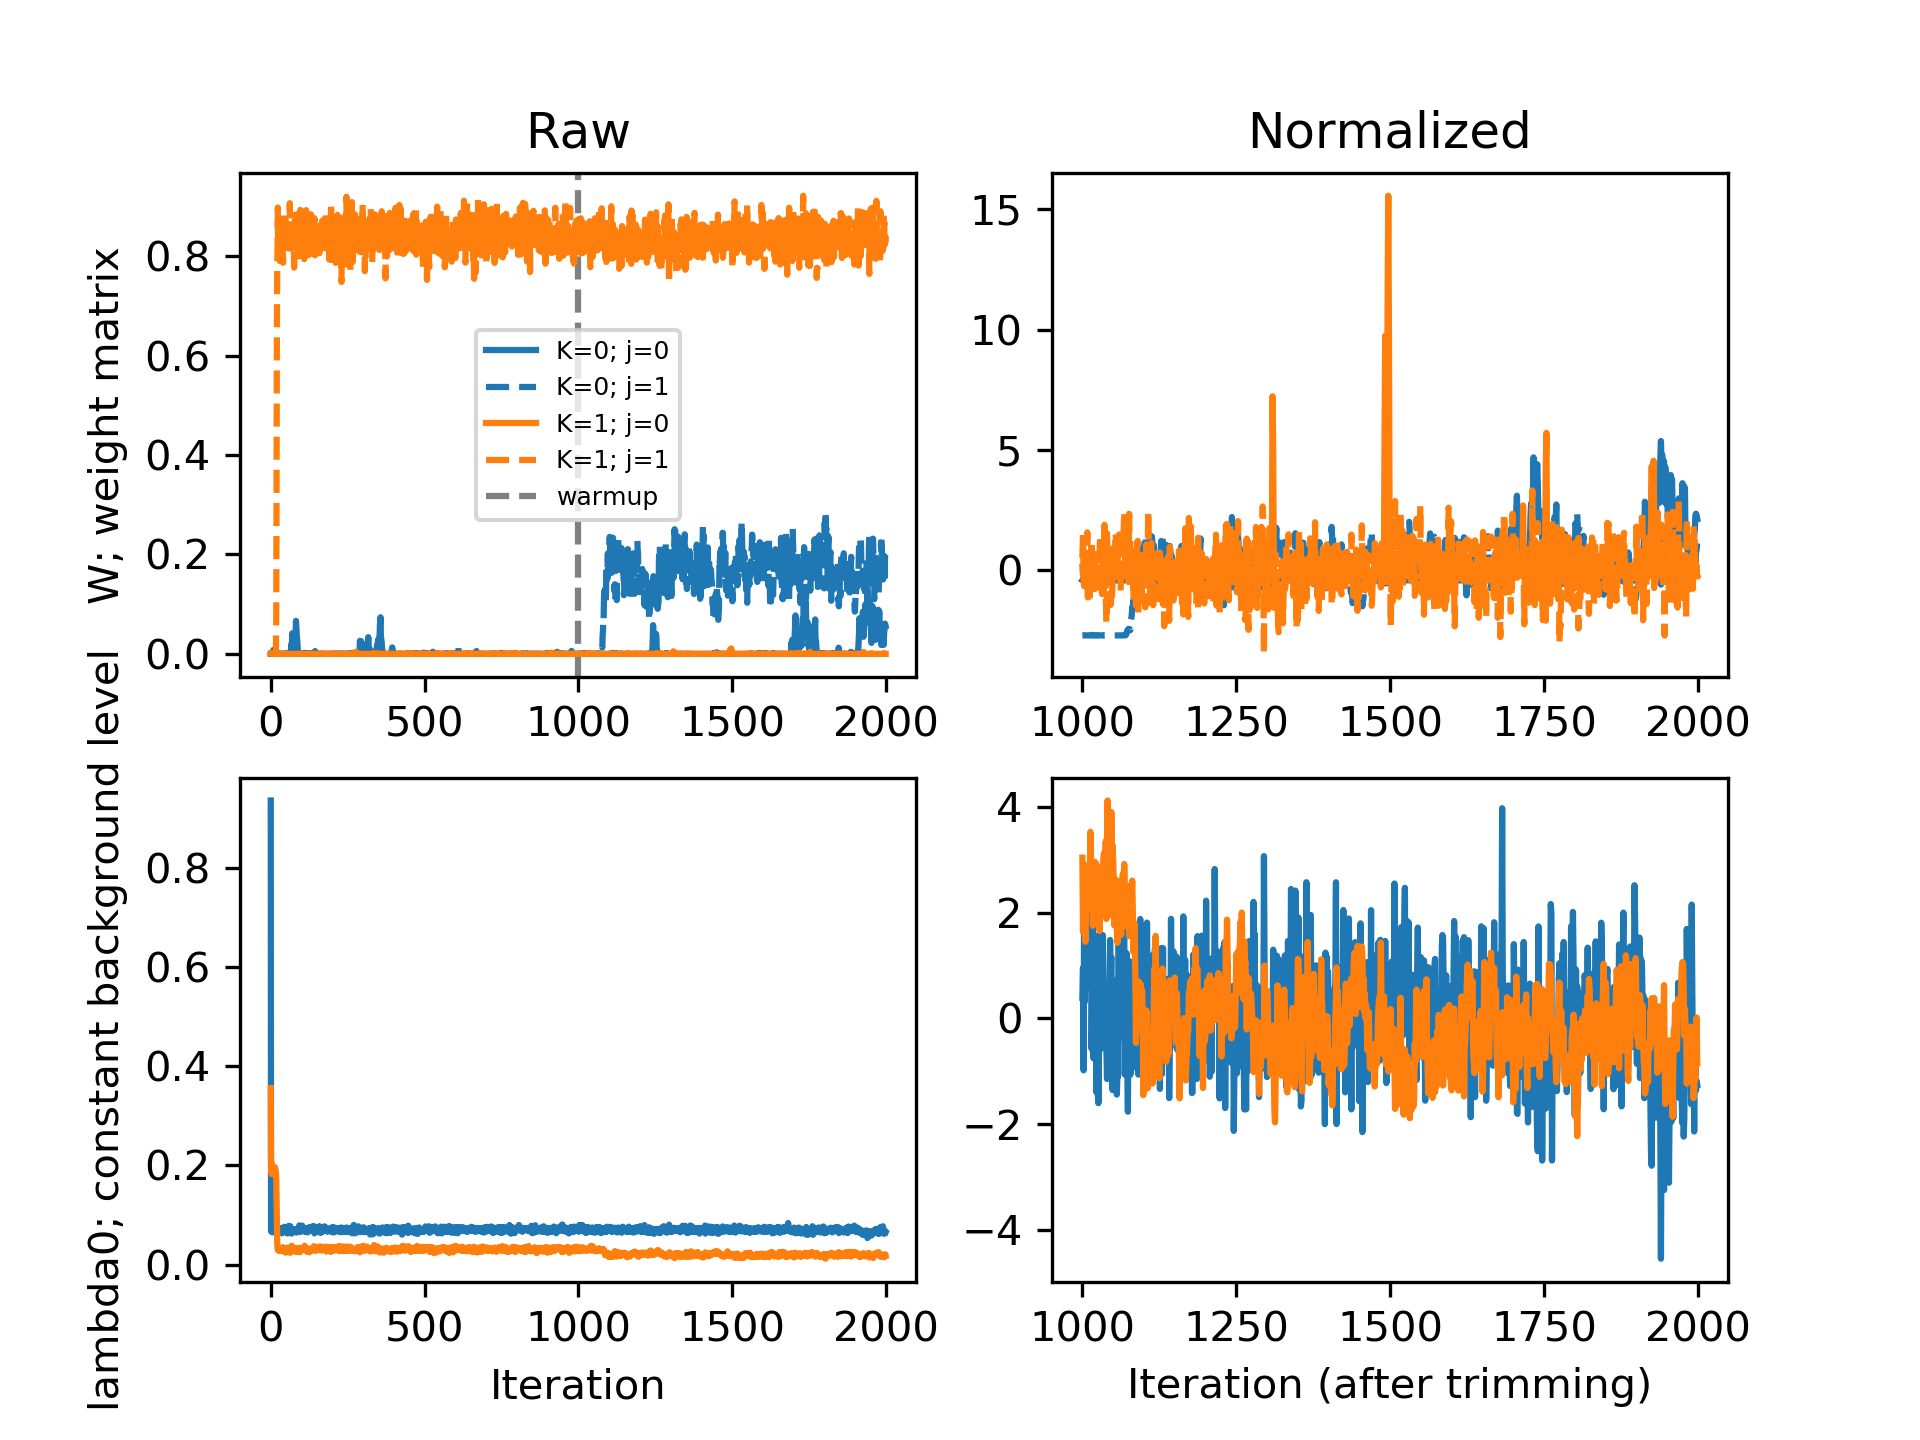 Raw
Normalized
W; weight matrix
0.8
0.6
0.4
0.2
0.0
K=0; j=0
K=0; j=1
K=1; j=0
K=1; j=1
warmup
0 500 1000 1500 2000
15
10
5
0
1000 1250 1500 1750 2000
lambda0; constant background level
0.8
0.6
0.4
0.2
0.0
0 500 1000 1500 2000
Iteration
4
2
0
−2
−4
1000 1250 1500 1750 2000
Iteration (after trimming)